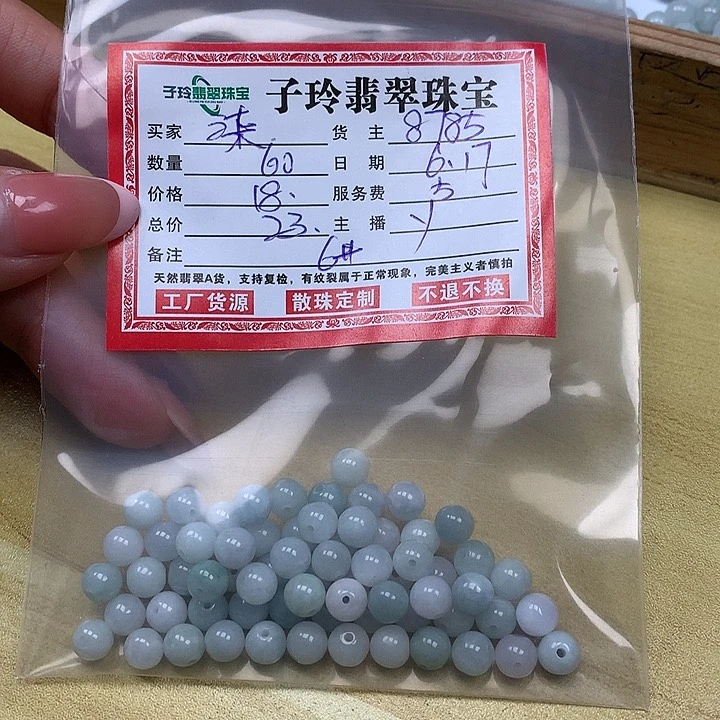 子玲翡翠珠宝 子玲翡翠珠宝
买家 货主 8785
数量 60 日期 6.17
价格 18. 服务费 5
总价 23. 主播 丫
备注 6#
天然翡翠A货，支持复检，有纹裂属于正常现象，完美主义者慎拍
工厂货源 散珠定制 不退不换